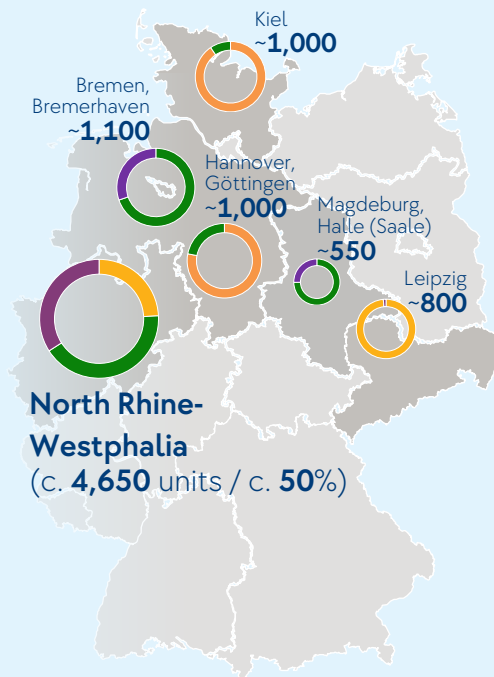 Kiel
~1,000
Bremen,
Bremerhaven
~1,100
Hannover,
Göttingen
~1,000
Magdeburg,
Halle (Saale)
~550
Leipzig
~800
North Rhine-
Westphalia
(c. 4,650 units / c. 50%)